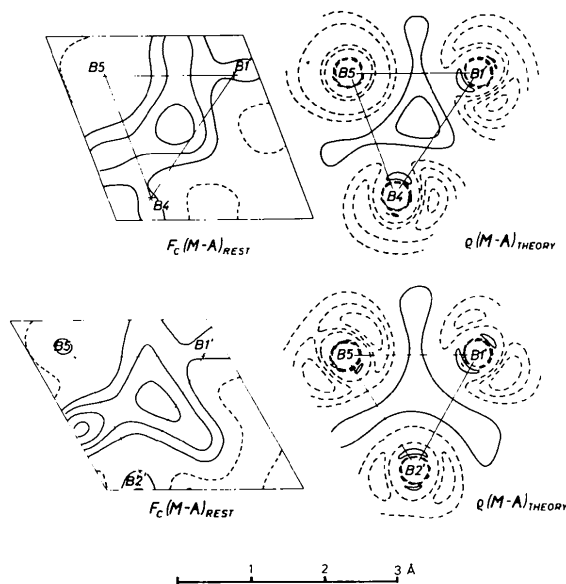 B5 B1'
B4
F_C(M-A)_REST
B5 B1'
B4
ϱ(M-A)_THEORY
B5 B1'
B2'
F_C(M-A)_REST
B5 B1'
B2'
ϱ(M-A)_THEORY
1 2 3 Å